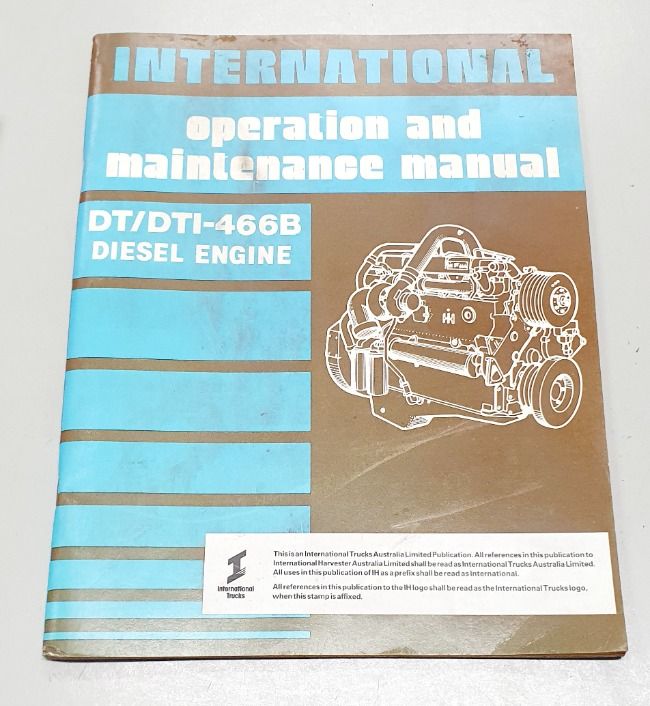 INTERNATIONAL
operation and
maintenance manual
DT/DTI-466B
DIESEL ENGINE
IH
International
Trucks
This is an International Trucks Australia Limited Publication. All references in this publication to
International Harvester Australia Limited shall be read as International Trucks Australia Limited.
All uses in this publication of IH as a prefix shall be read as International.
All references in this publication to the IH logo shall be read as the International Trucks logo,
when this stamp is affixed.